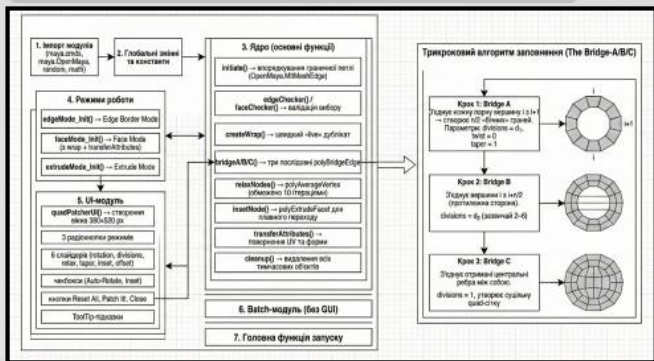 1. Імпорт модулів
(maya.cmds,
maya.OpenMaya,
random, math)
2. Глобальні змінні
та константи
3. Ядро (основні функції)
initiate() → впорядкування граничної петлі
(OpenMaya.MItMeshEdge)
edgeChecker() /
faceChecker() → валідація вибору
createWrap() → швидкий «live» дублікат
bridgeA/B/C() → три послідовні polyBridgeEdge
relaxNodes() → polyAverageVertex
(обмежено 10 ітераціями)
insetNode() → polyExtrudeFacet для
плавного переходу
transferAttributes() →
повернення UV та форми
cleanup() → видалення всіх
тимчасових об'єктів
4. Режими роботи
edgeMode_Init() → Edge Border Mode
faceMode_Init() → Face Mode
(з wrap + transferAttributes)
extrudeMode_Init() → Extrude Mode
5. UI-модуль
quadPatcherUI() → створення
вікна 380×520 px
3 радіокнопки режимів
6 слайдерів (rotation, divisions,
relax, taper, inset, offset)
чекбокси (Auto-Rotate, Inset)
кнопки Reset All, Patch It!, Close
ToolTip-підказки
6. Batch-модуль (без GUI)
7. Головна функція запуску
Трикроковий алгоритм заповнення (The Bridge-A/B/C)
Крок 1: Bridge A
З'єднує кожну парну вершину i з i+1
→ створює n/2 «бічних» граней.
Параметри: divisions = d₁,
twist = 0
taper = 1
i
i+1
i
Крок 2: Bridge B
З'єднує вершини i з i+n/2
(протилежна сторона).
divisions = d₂ (зазвичай 2–6)
Крок 3: Bridge C
З'єднує отримані центральні
ребра між собою.
divisions = 1, утворює суцільну
quad-сітку